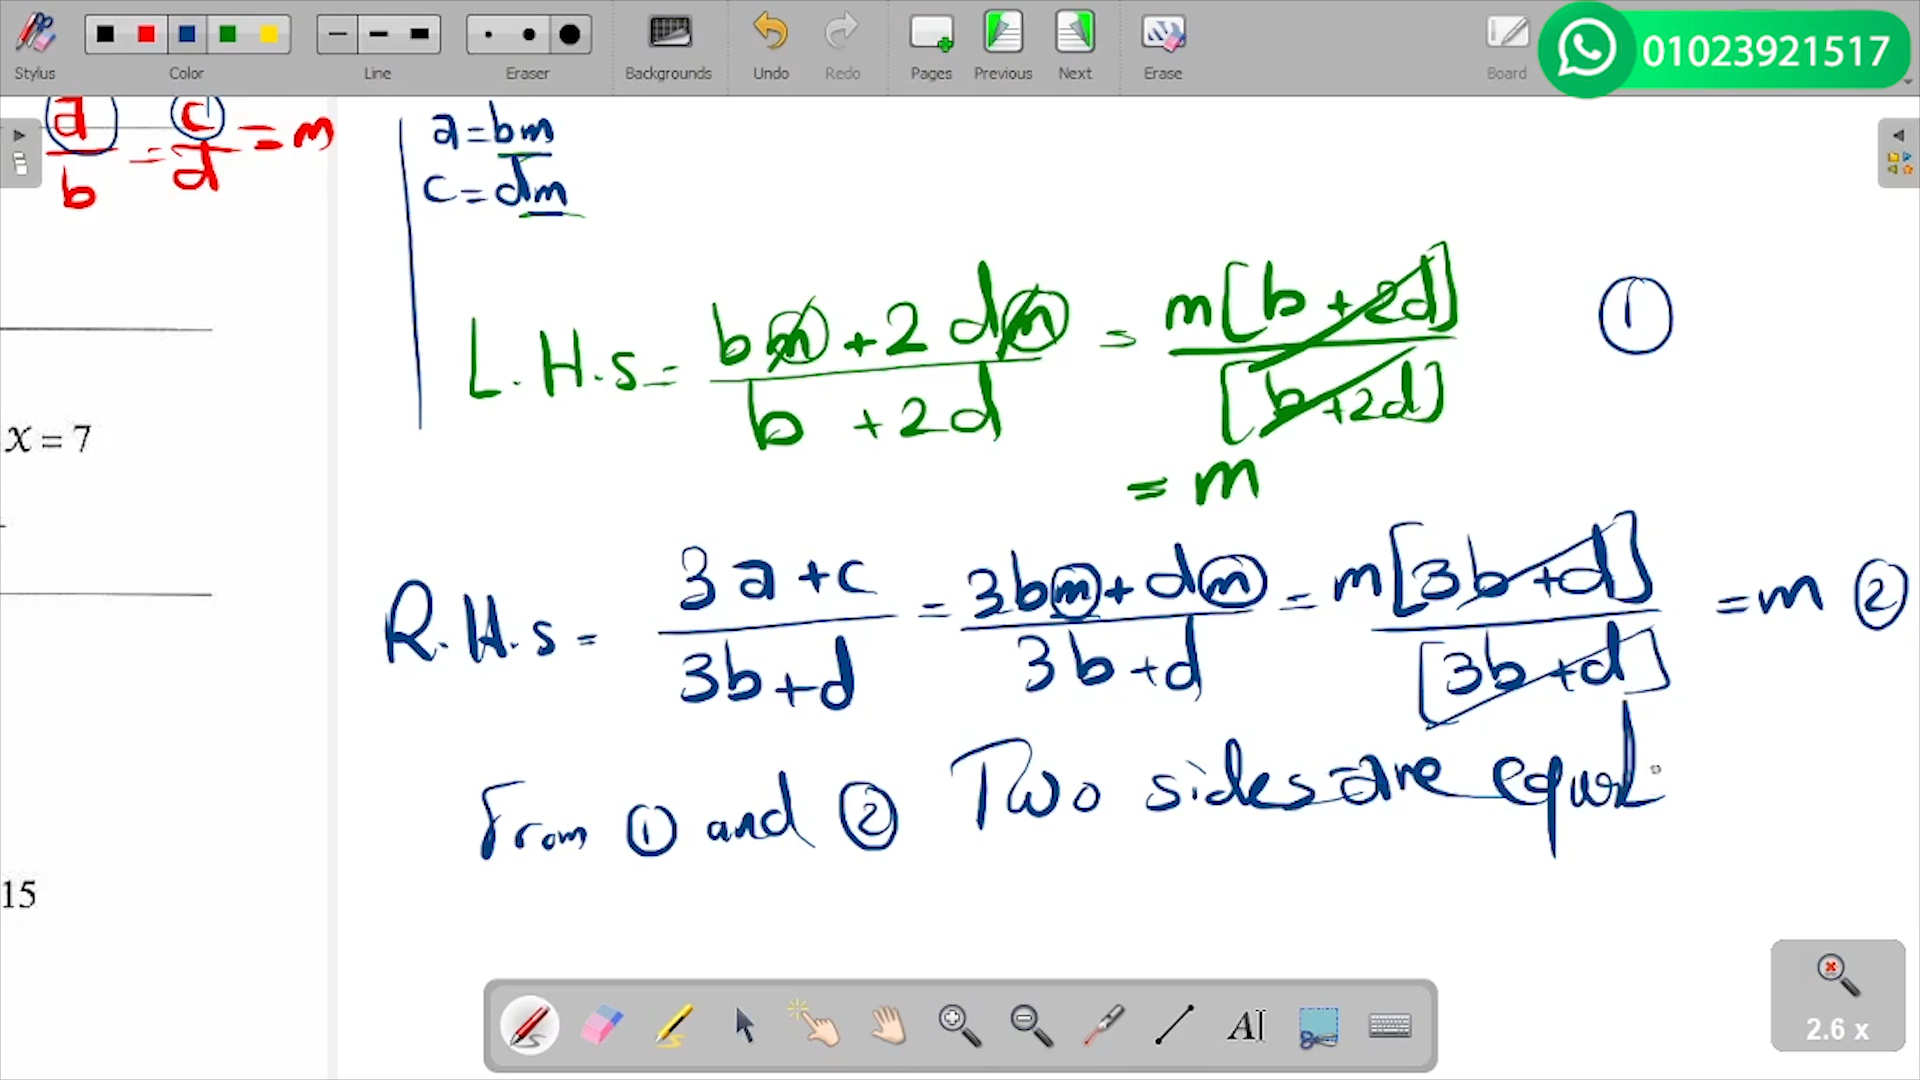 Stylus Color Line Eraser Backgrounds Undo Redo Pages Previous Next Erase Board 01023921517
a/b = c/d = m
a = bm
c = dm
L.H.S = (bm + 2dm)/(b + 2d) = m[b + 2d]/[b + 2d] ①
= m
x = 7
R.H.S = (3a + c)/(3b + d) = (3bm + dm)/(3b + d) = m[3b + d]/[3b + d] = m ②
From ① and ② Two sides are equal
15
2.6 x